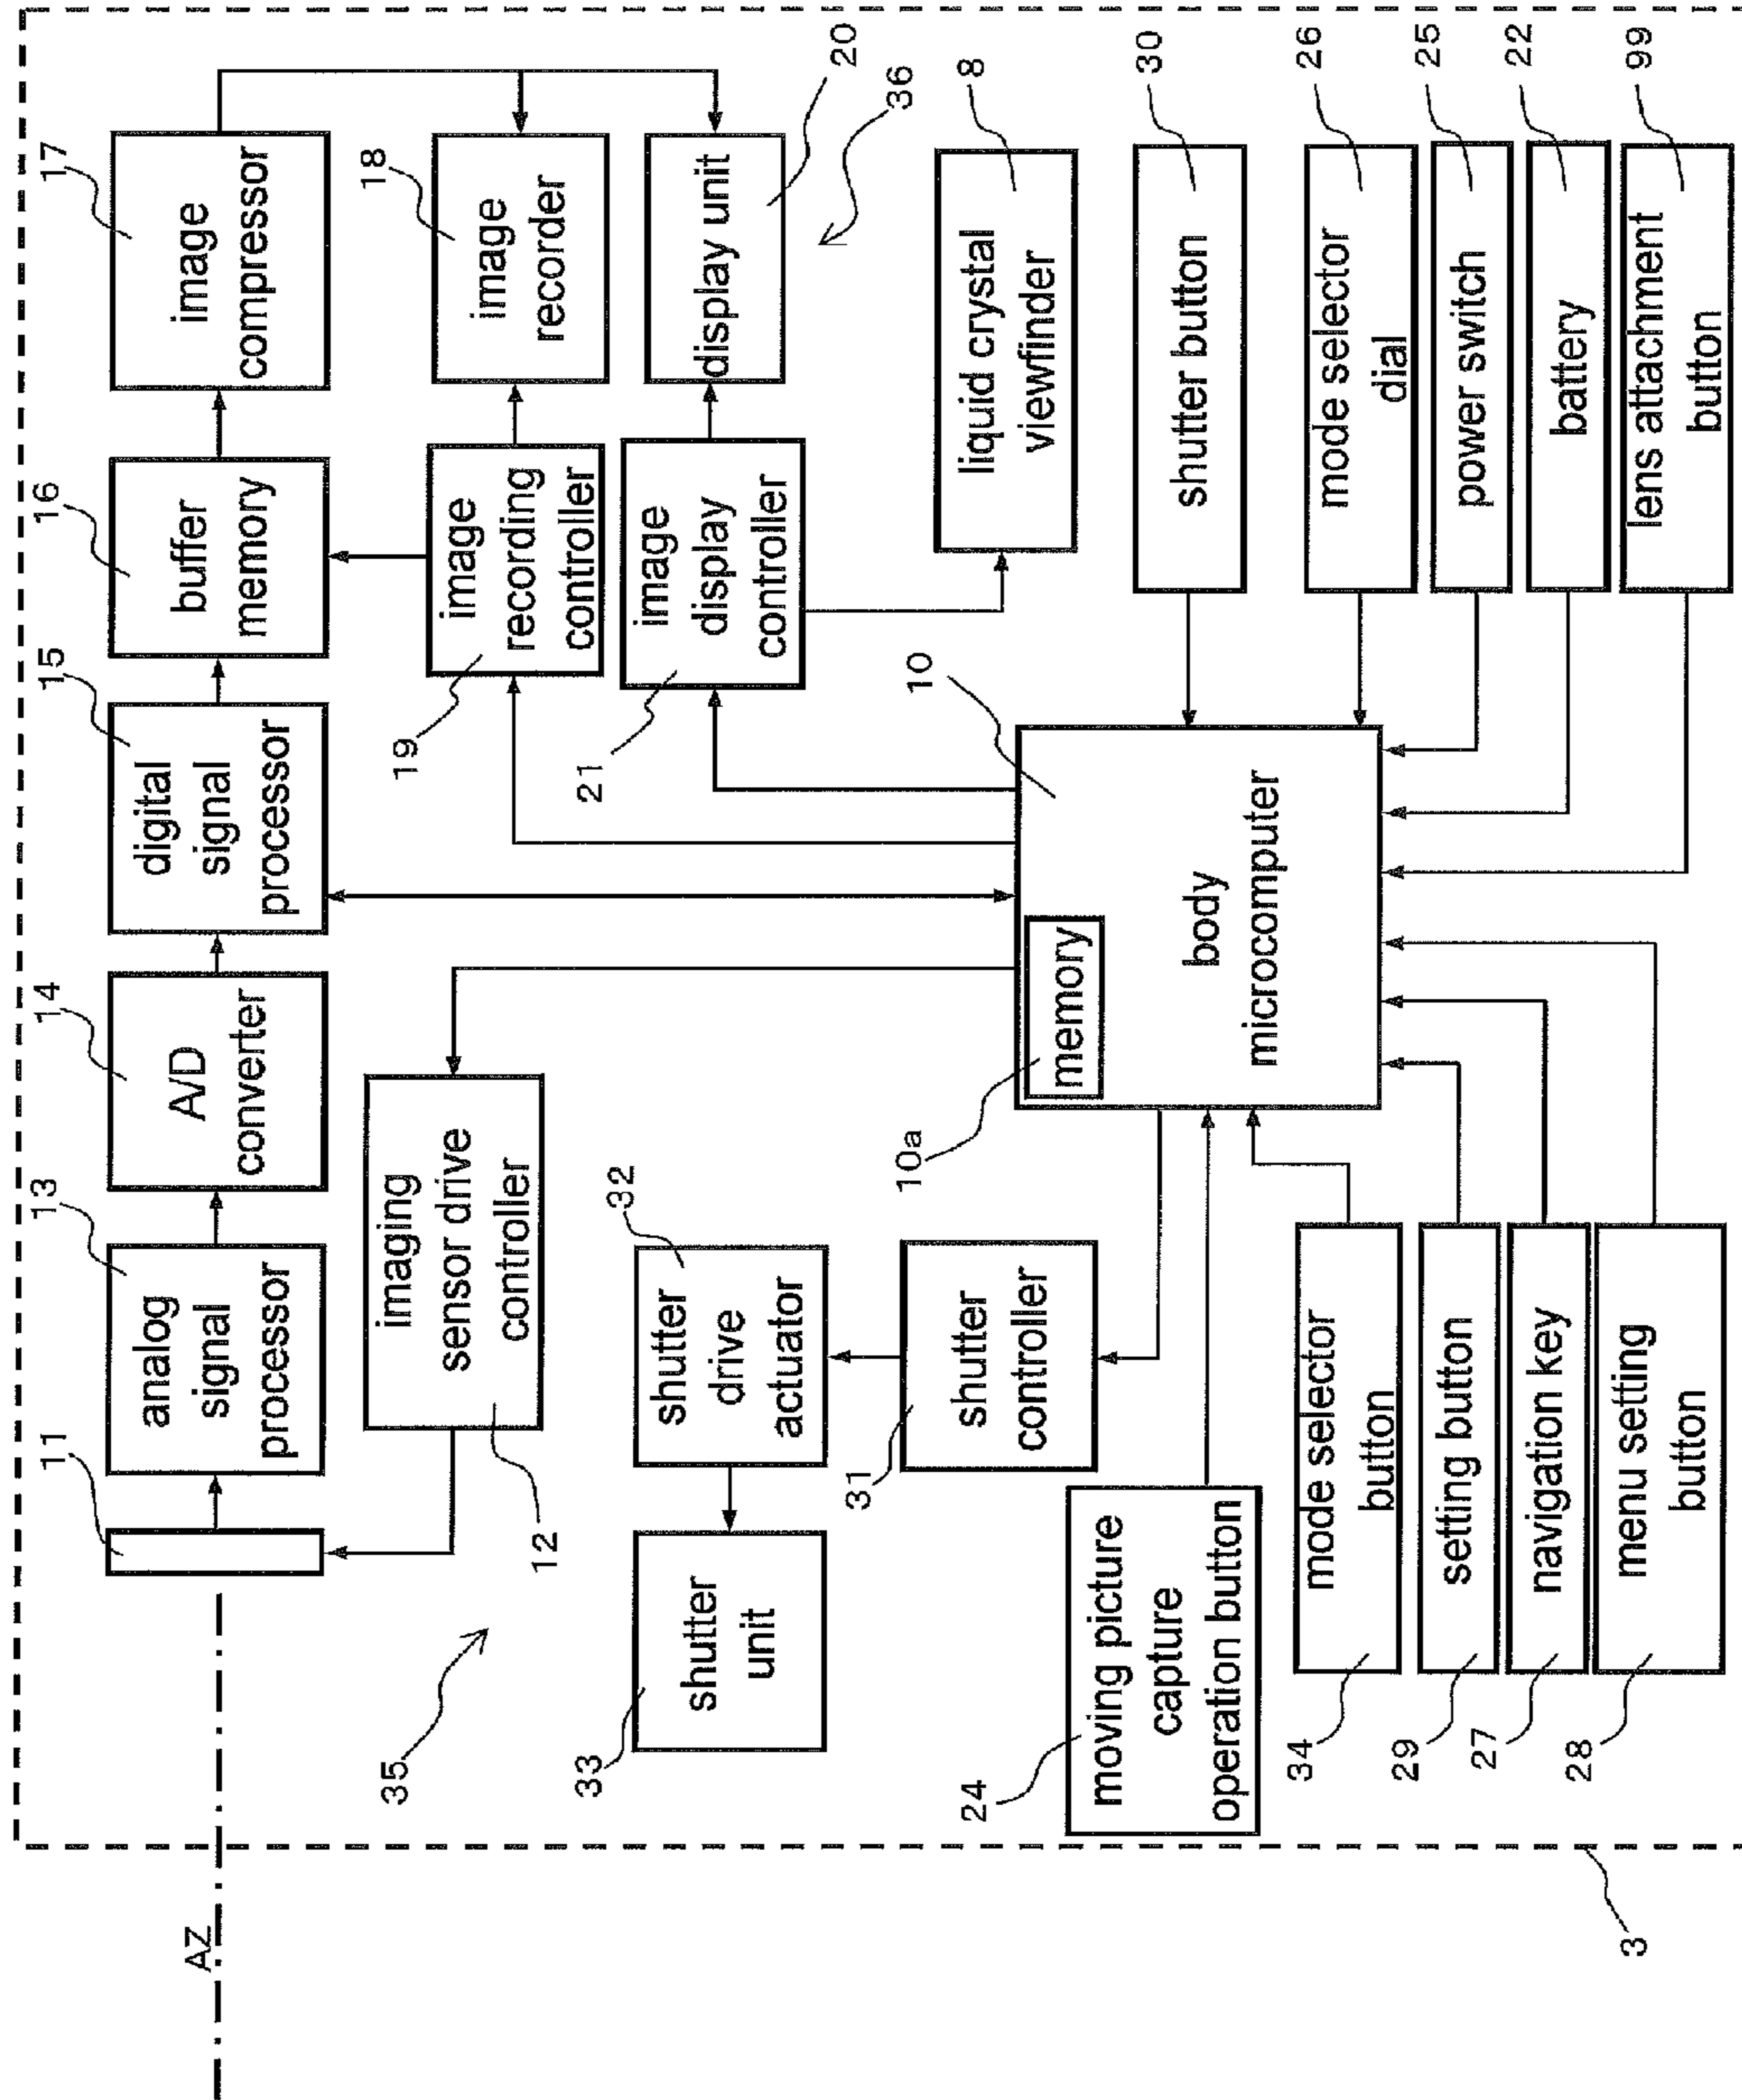 AZ
3
11
13
analog
signal
processor
14
A/D
converter
15
digital
signal
processor
16
buffer
memory
17
image
compressor
imaging
sensor drive
controller
12
35
19
image
recording
controller
18
image
recorder
21
image
display
controller
display unit
20
36
liquid crystal
viewfinder
8
33
shutter
unit
32
shutter
drive
actuator
31
shutter
controller
24
moving picture
capture
operation button
10a
memory
10
body
microcomputer
shutter button
30
mode selector
dial
26
power switch
25
battery
22
lens attachment
button
99
34
mode selector
button
29
setting button
27
navigation key
28
menu setting
button